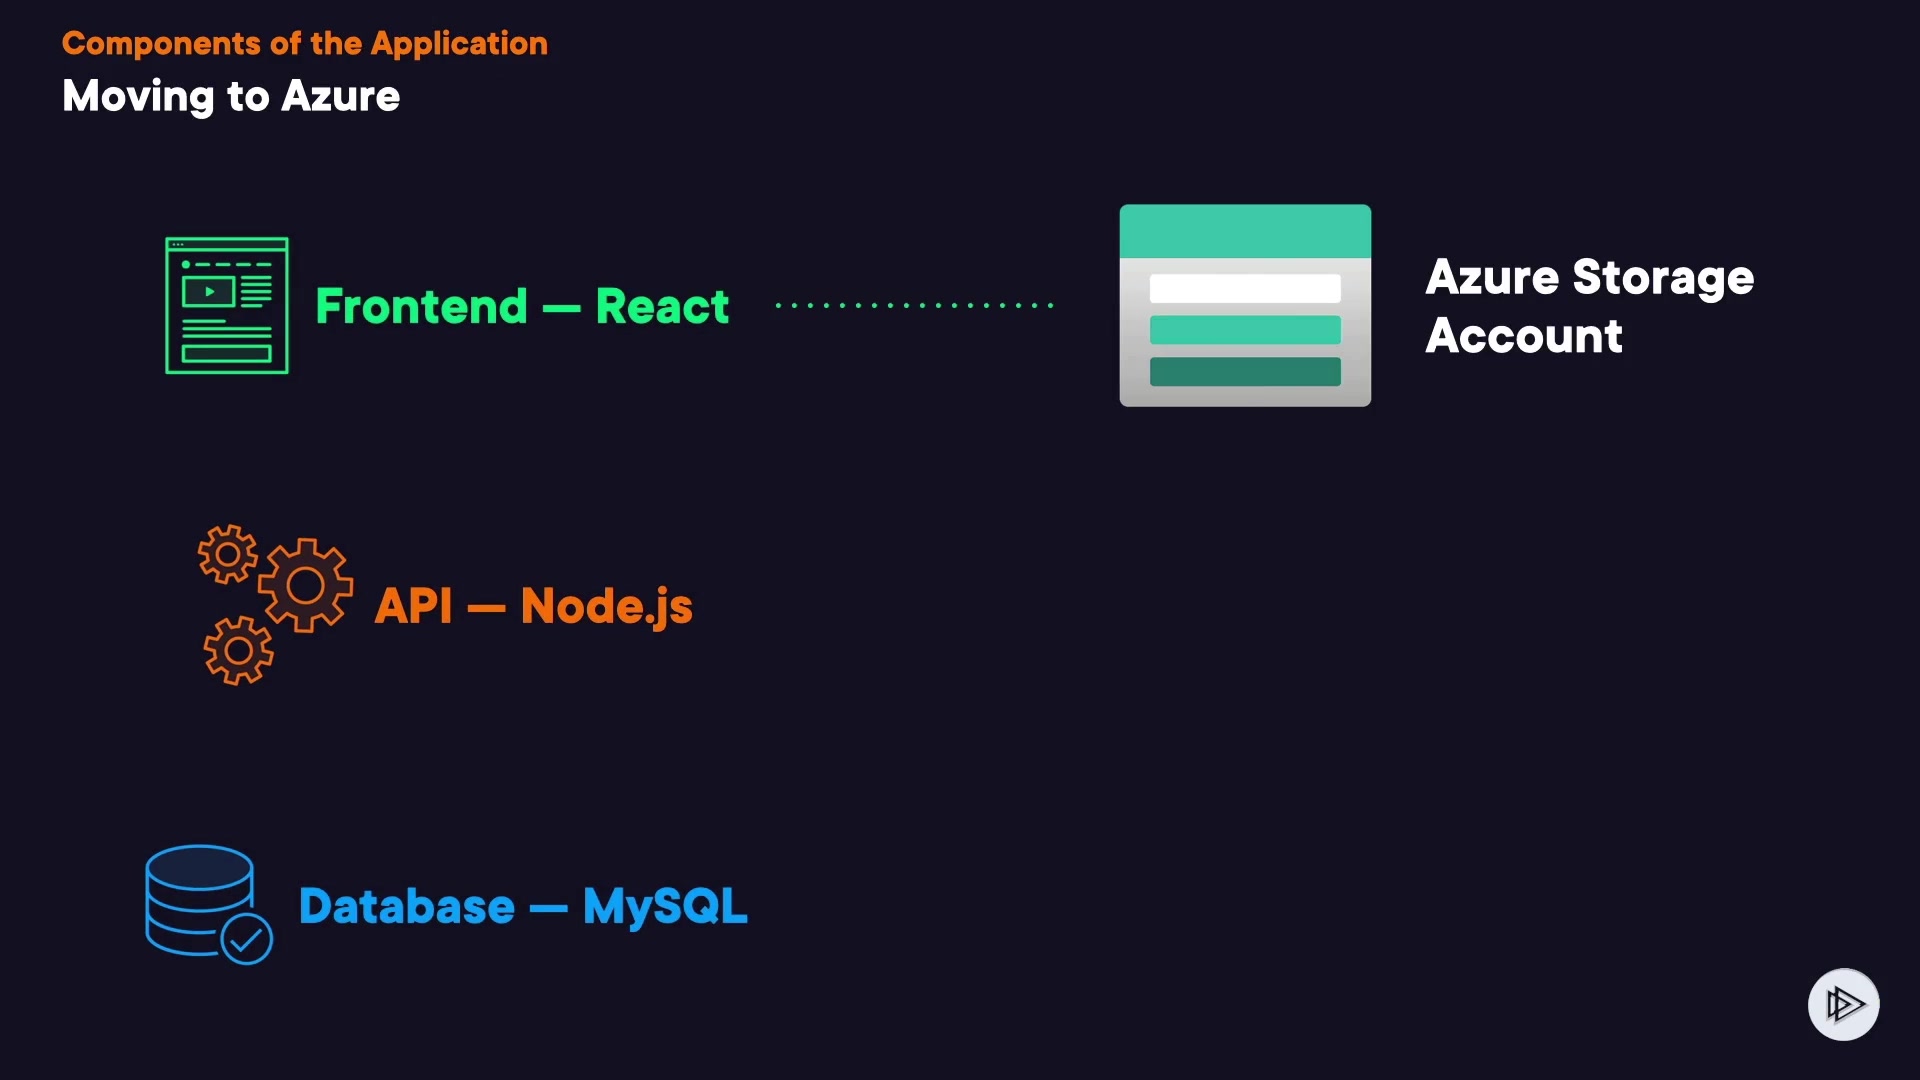 Components of the Application
Moving to Azure
Frontend — React
Azure Storage
Account
API — Node.js
Database — MySQL